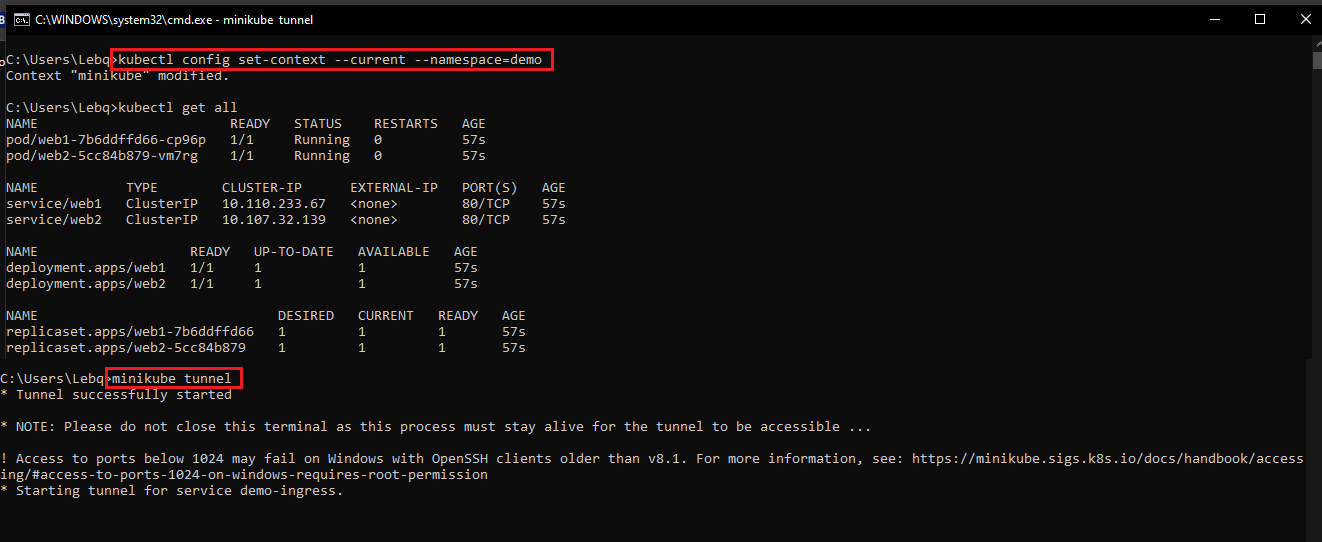 C:\WINDOWS\system32\cmd.exe - minikube tunnel
C:\Users\Lebq>kubectl config set-context --current --namespace=demo
Context "minikube" modified.
C:\Users\Lebq>kubectl get all
NAME READY STATUS RESTARTS AGE
pod/web1-7b6ddffd66-cp96p 1/1 Running 0 57s
pod/web2-5cc84b879-vm7rg 1/1 Running 0 57s
NAME TYPE CLUSTER-IP EXTERNAL-IP PORT(S) AGE
service/web1 ClusterIP 10.110.233.67 <none> 80/TCP 57s
service/web2 ClusterIP 10.107.32.139 <none> 80/TCP 57s
NAME READY UP-TO-DATE AVAILABLE AGE
deployment.apps/web1 1/1 1 1 57s
deployment.apps/web2 1/1 1 1 57s
NAME DESIRED CURRENT READY AGE
replicaset.apps/web1-7b6ddffd66 1 1 1 57s
replicaset.apps/web2-5cc84b879 1 1 1 57s
C:\Users\Lebq>minikube tunnel
* Tunnel successfully started
* NOTE: Please do not close this terminal as this process must stay alive for the tunnel to be accessible ...
! Access to ports below 1024 may fail on Windows with OpenSSH clients older than v8.1. For more information, see: https://minikube.sigs.k8s.io/docs/handbook/access
ing/#access-to-ports-1024-on-windows-requires-root-permission
* Starting tunnel for service demo-ingress.